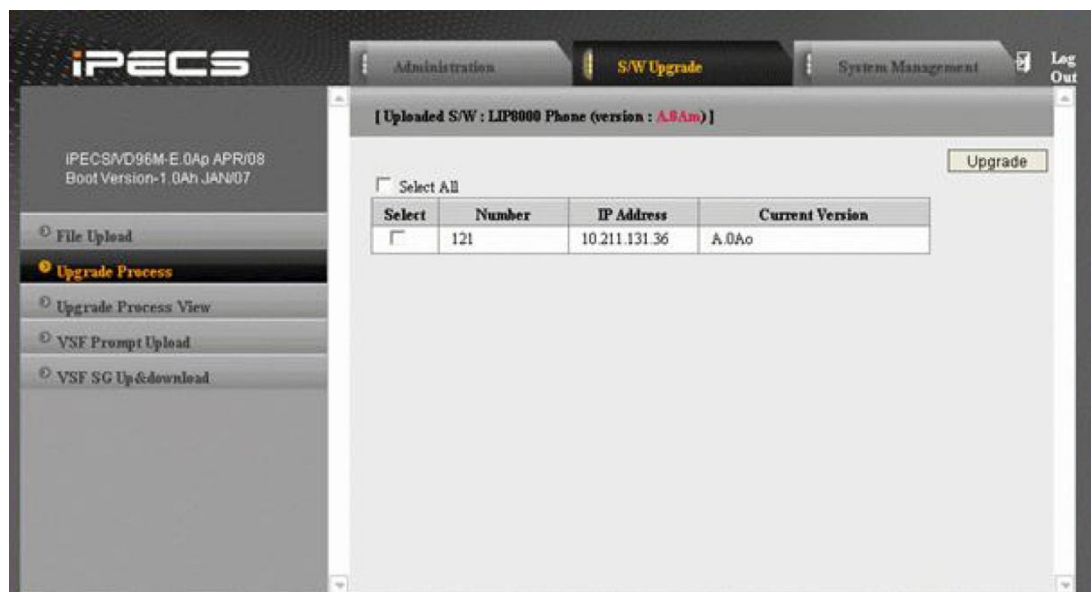 iPECS
Administration
S/W Upgrade
System Management
Log Out
iPECS/VD96M-E.0Ap APR/08
Boot Version-1.0Ah JAN/07
File Upload
Upgrade Process
Upgrade Process View
VSF Prompt Upload
VSF SG Up&download
[ Uploaded S/W : LIP8000 Phone (version : A.0Am) ]
Upgrade
Select All
Select Number IP Address Current Version
121 10.211.131.36 A.0Ao